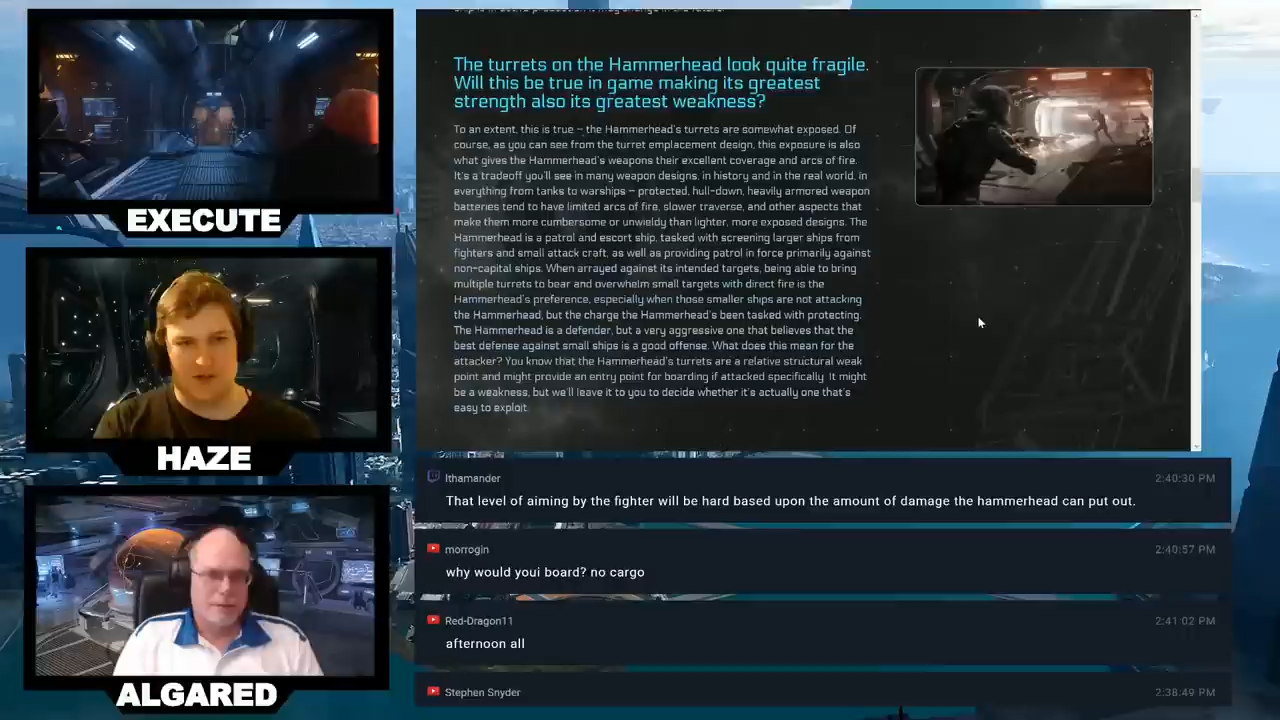 EXECUTE
HAZE
ALGARED
The turrets on the Hammerhead look quite fragile.
Will this be true in game making its greatest
strength also its greatest weakness?
To an extent, this is true – the Hammerhead's turrets are somewhat exposed. Of
course, as you can see from the turret emplacement design, this exposure is also
what gives the Hammerhead's weapons their excellent coverage and arcs of fire.
It's a tradeoff you'll see in many weapon designs, in history and in the real world. In
everything from tanks to warships – protected, hull-down, heavily armored weapon
batteries tend to have limited arcs of fire, slower traverse, and other aspects that
make them more cumbersome or unwieldy than lighter, more exposed designs. The
Hammerhead is a patrol and escort ship, tasked with screening larger ships from
fighters and small attack craft, as well as providing patrol in force primarily against
non-capital ships. When arrayed against its intended targets, being able to bring
multiple turrets to bear and overwhelm small targets with direct fire is the
Hammerhead's preference, especially when those smaller ships are not attacking
the Hammerhead, but the charge the Hammerhead's been tasked with protecting.
The Hammerhead is a defender, but a very aggressive one that believes that the
best defense against small ships is a good offense. What does this mean for the
attacker? You know that the Hammerhead's turrets are a relative structural weak
point and might provide an entry point for boarding if attacked specifically. It might
be a weakness, but we'll leave it to you to decide whether it's actually one that's
easy to exploit.
Ithamander 2:40:30 PM
That level of aiming by the fighter will be hard based upon the amount of damage the hammerhead can put out.
morrogin 2:40:57 PM
why would youi board? no cargo
Red-Dragon11 2:41:02 PM
afternoon all
Stephen Snyder 2:38:49 PM